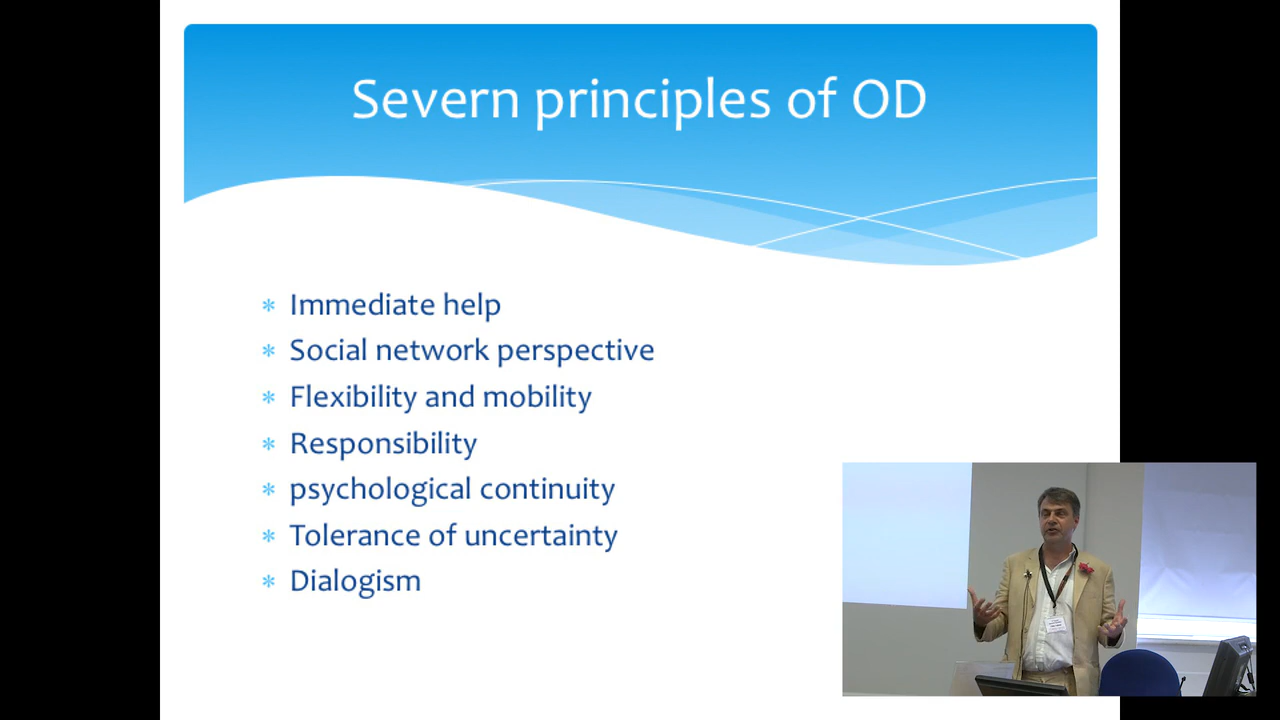 Severn principles of OD
* Immediate help
* Social network perspective
* Flexibility and mobility
* Responsibility
* psychological continuity
* Tolerance of uncertainty
* Dialogism